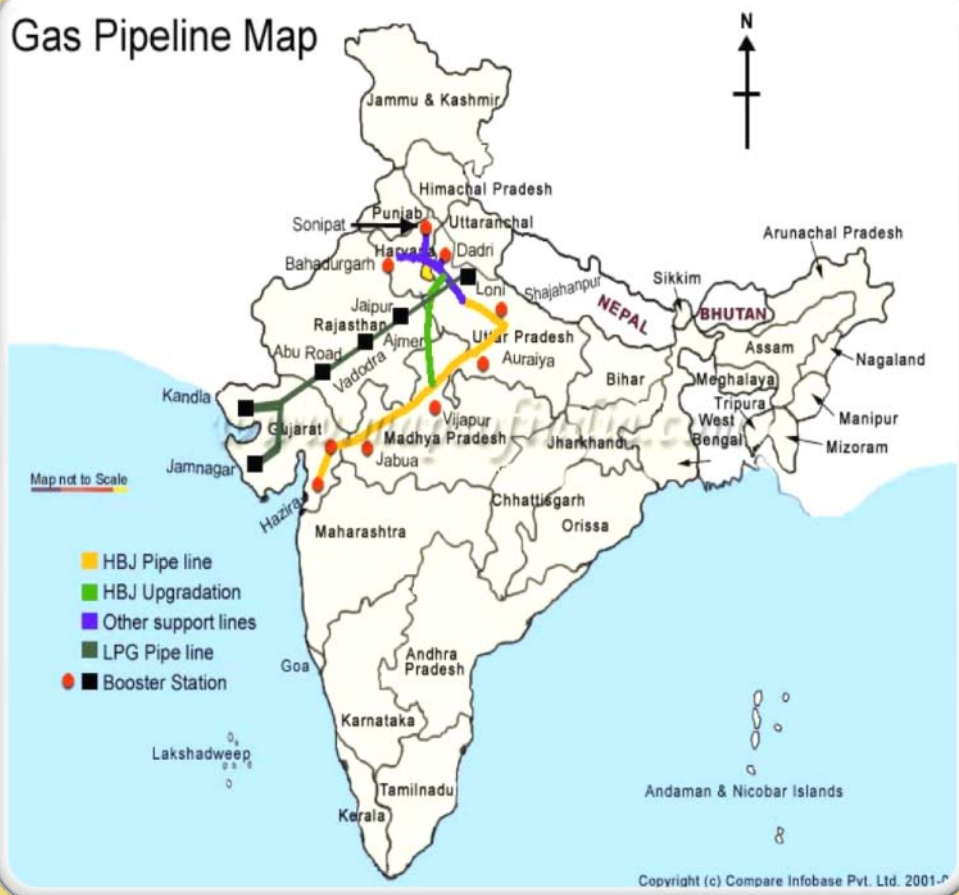 Gas Pipeline Map
N
Jammu & Kashmir
Himachal Pradesh
Punjab
Uttaranchal
Sonipat
Haryana
Dadri
Bahadurgarh
Arunachal Pradesh
Sikkim
Loni
Shajahanpur
NEPAL
BHUTAN
Jaipur
Rajasthan
Ajmer
Uttar Pradesh
Assam
Nagaland
Abu Road
Vadodra
Auraiya
Bihar
Meghalaya
Kandla
Tripura
Manipur
Gujarat
Vijapur
West
Bengal
Madhya Pradesh
Jharkhand
Mizoram
Jamnagar
Jabua
Map not to Scale
Hazira
Chhattisgarh
Maharashtra
Orissa
HBJ Pipe line
HBJ Upgradation
Other support lines
LPG Pipe line
Booster Station
Goa
Andhra
Pradesh
Karnataka
Lakshadweep
Tamilnadu
Andaman & Nicobar Islands
Kerala
Copyright (c) Compare Infobase Pvt. Ltd. 2001-